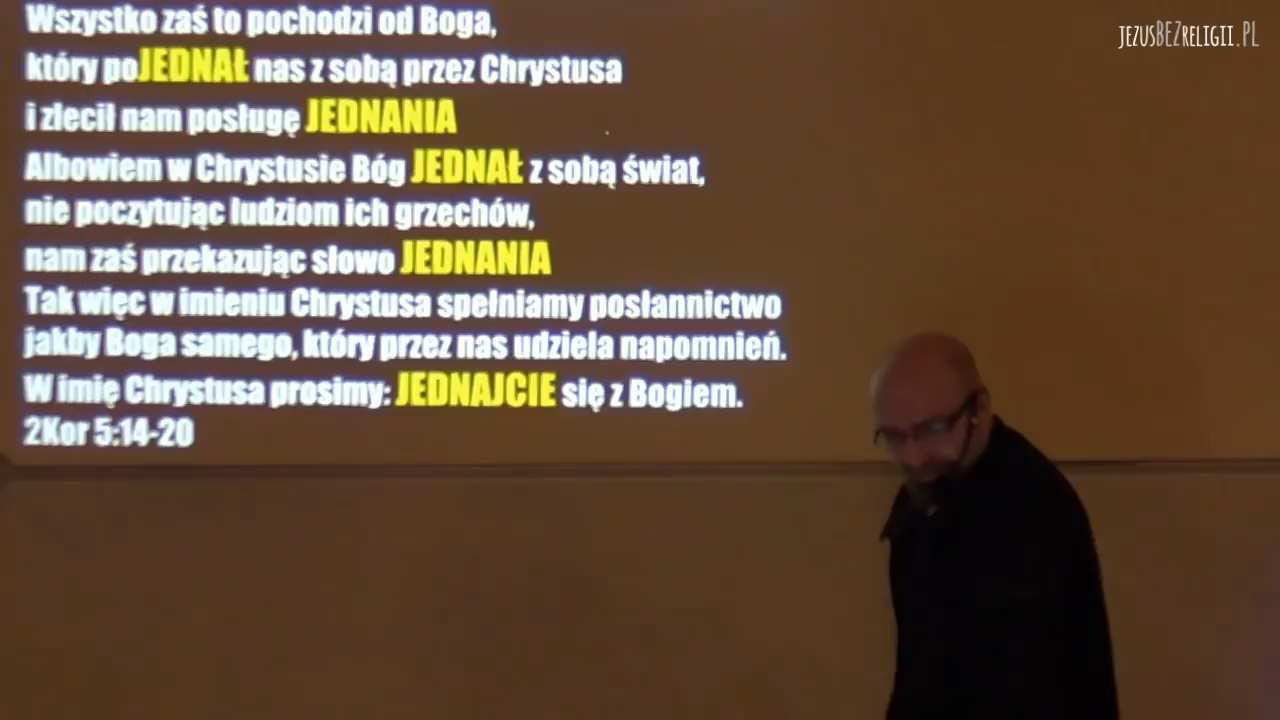 Wszystko zaś to pochodzi od Boga,
który poJEDNAŁ nas z sobą przez Chrystusa
i zlecił nam posługę JEDNANIA
Albowiem w Chrystusie Bóg JEDNAŁ z sobą świat,
nie poczytując ludziom ich grzechów,
nam zaś przekazując słowo JEDNANIA
Tak więc w imieniu Chrystusa spełniamy posłannictwo
jakby Boga samego, który przez nas udziela napomnień.
W imię Chrystusa prosimy: JEDNAJCIE się z Bogiem.
2Kor 5:14-20
JEZUSBEZRELIGII.PL